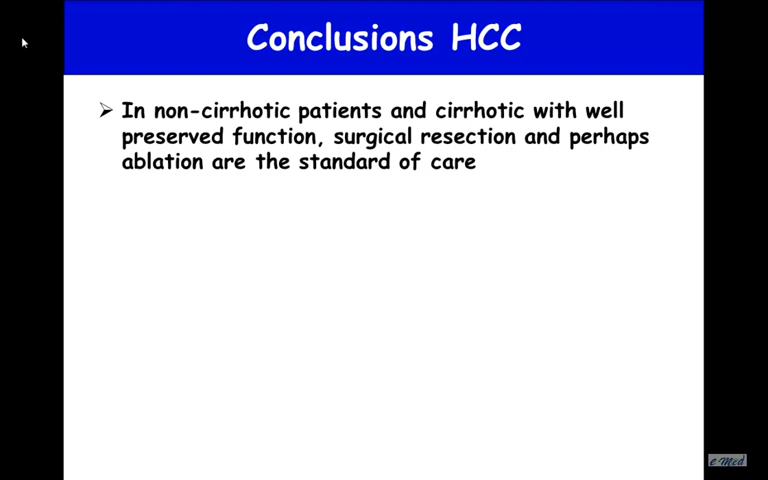 Conclusions HCC
➢ In non-cirrhotic patients and cirrhotic with well
preserved function, surgical resection and perhaps
ablation are the standard of care
e-Med